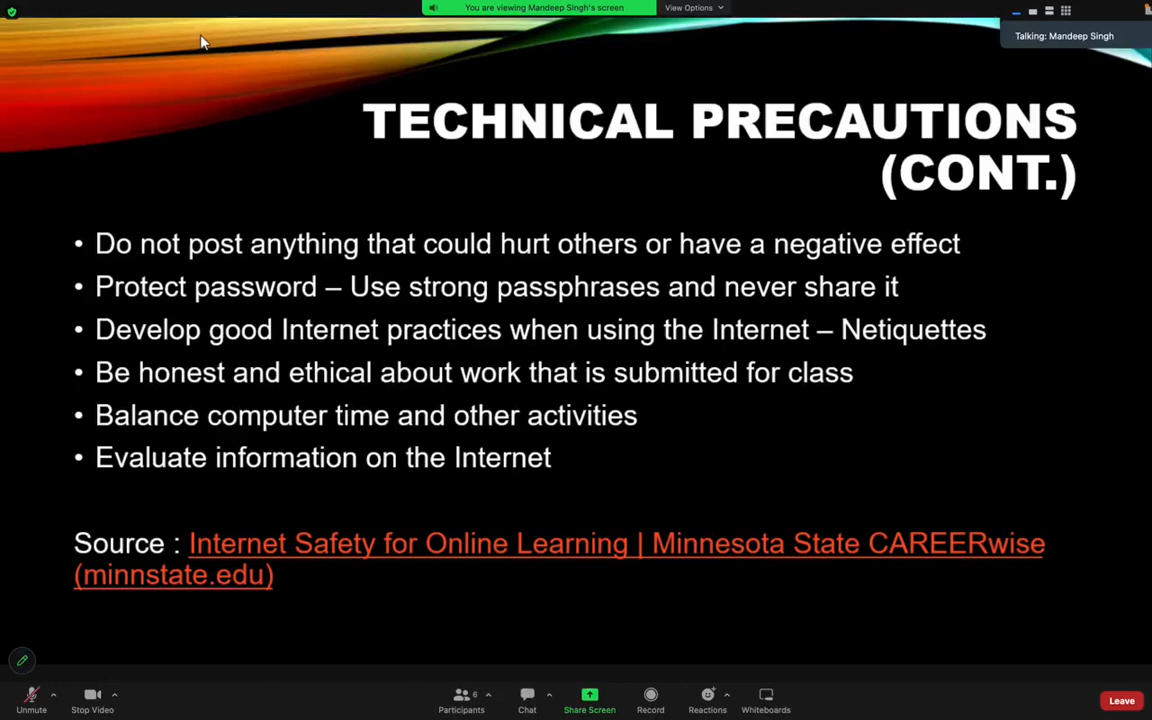 You are viewing Mandeep Singh's screen
View Options
Talking: Mandeep Singh
TECHNICAL PRECAUTIONS
(CONT.)
• Do not post anything that could hurt others or have a negative effect
• Protect password – Use strong passphrases and never share it
• Develop good Internet practices when using the Internet – Netiquettes
• Be honest and ethical about work that is submitted for class
• Balance computer time and other activities
• Evaluate information on the Internet
Source : Internet Safety for Online Learning | Minnesota State CAREERwise
(minnstate.edu)
6
Unmute
Stop Video
Participants
Chat
Share Screen
Record
Reactions
Whiteboards
Leave